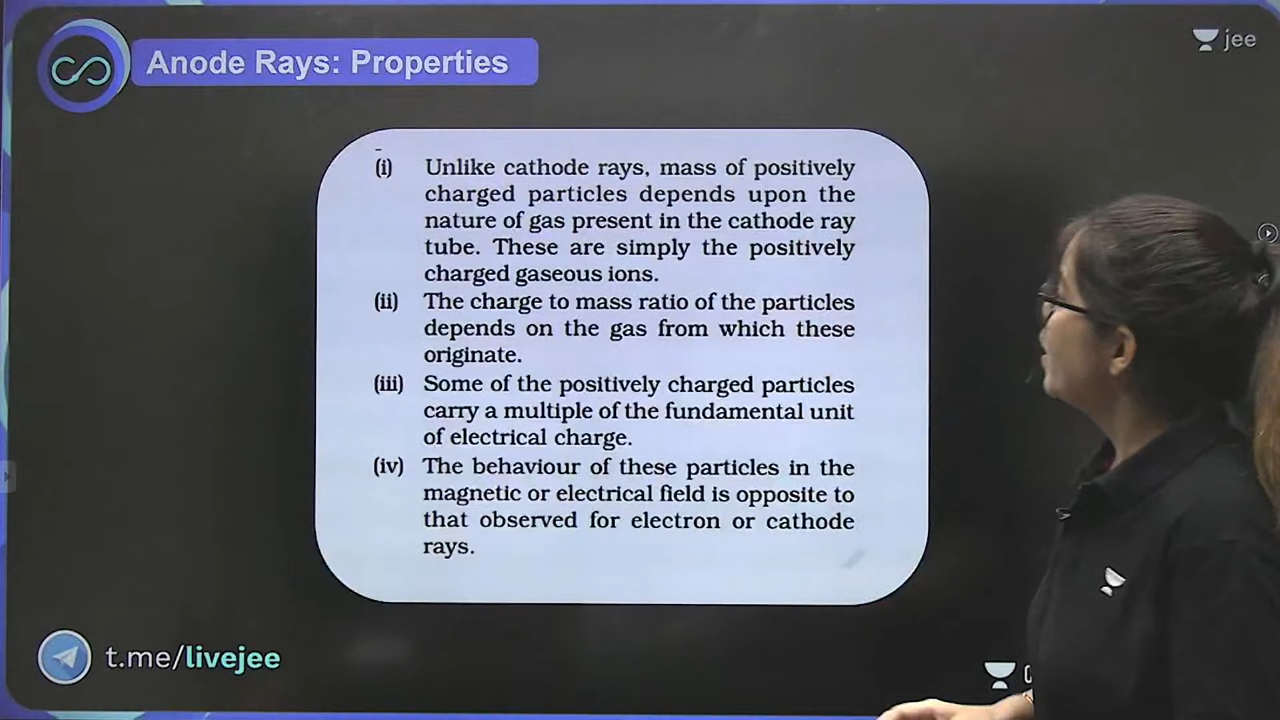 Anode Rays: Properties
jee
(i) Unlike cathode rays, mass of positively
charged particles depends upon the
nature of gas present in the cathode ray
tube. These are simply the positively
charged gaseous ions.
(ii) The charge to mass ratio of the particles
depends on the gas from which these
originate.
(iii) Some of the positively charged particles
carry a multiple of the fundamental unit
of electrical charge.
(iv) The behaviour of these particles in the
magnetic or electrical field is opposite to
that observed for electron or cathode
rays.
t.me/livejee